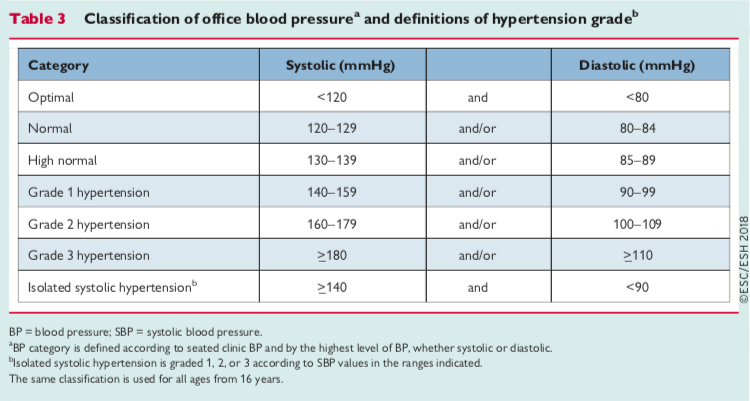 Table 3 Classification of office blood pressureᵃ and definitions of hypertension gradeᵇ
Category Systolic (mmHg) Diastolic (mmHg)
Optimal <120 and <80
Normal 120–129 and/or 80–84
High normal 130–139 and/or 85–89
Grade 1 hypertension 140–159 and/or 90–99
Grade 2 hypertension 160–179 and/or 100–109
Grade 3 hypertension ≥180 and/or ≥110
Isolated systolic hypertensionᵇ ≥140 and <90
©ESC/ESH 2018
BP = blood pressure; SBP = systolic blood pressure.
ᵃBP category is defined according to seated clinic BP and by the highest level of BP, whether systolic or diastolic.
ᵇIsolated systolic hypertension is graded 1, 2, or 3 according to SBP values in the ranges indicated.
The same classification is used for all ages from 16 years.